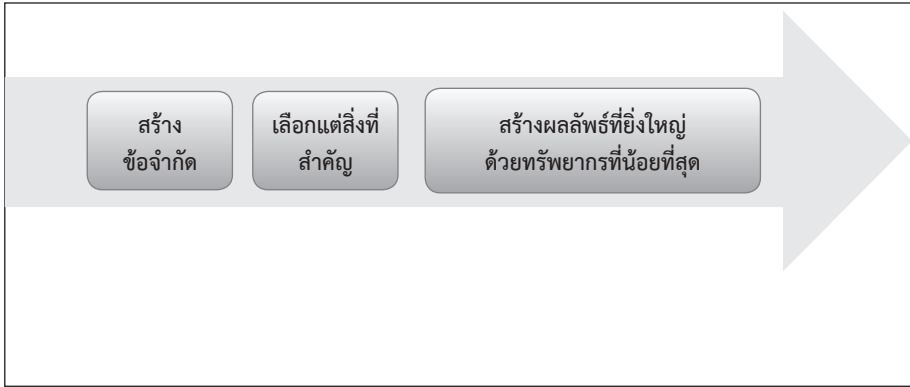 สร้าง
ข้อจำกัด
เลือกแต่สิ่งที่
สำคัญ
สร้างผลลัพธ์ที่ยิ่งใหญ่
ด้วยทรัพยากรที่น้อยที่สุด